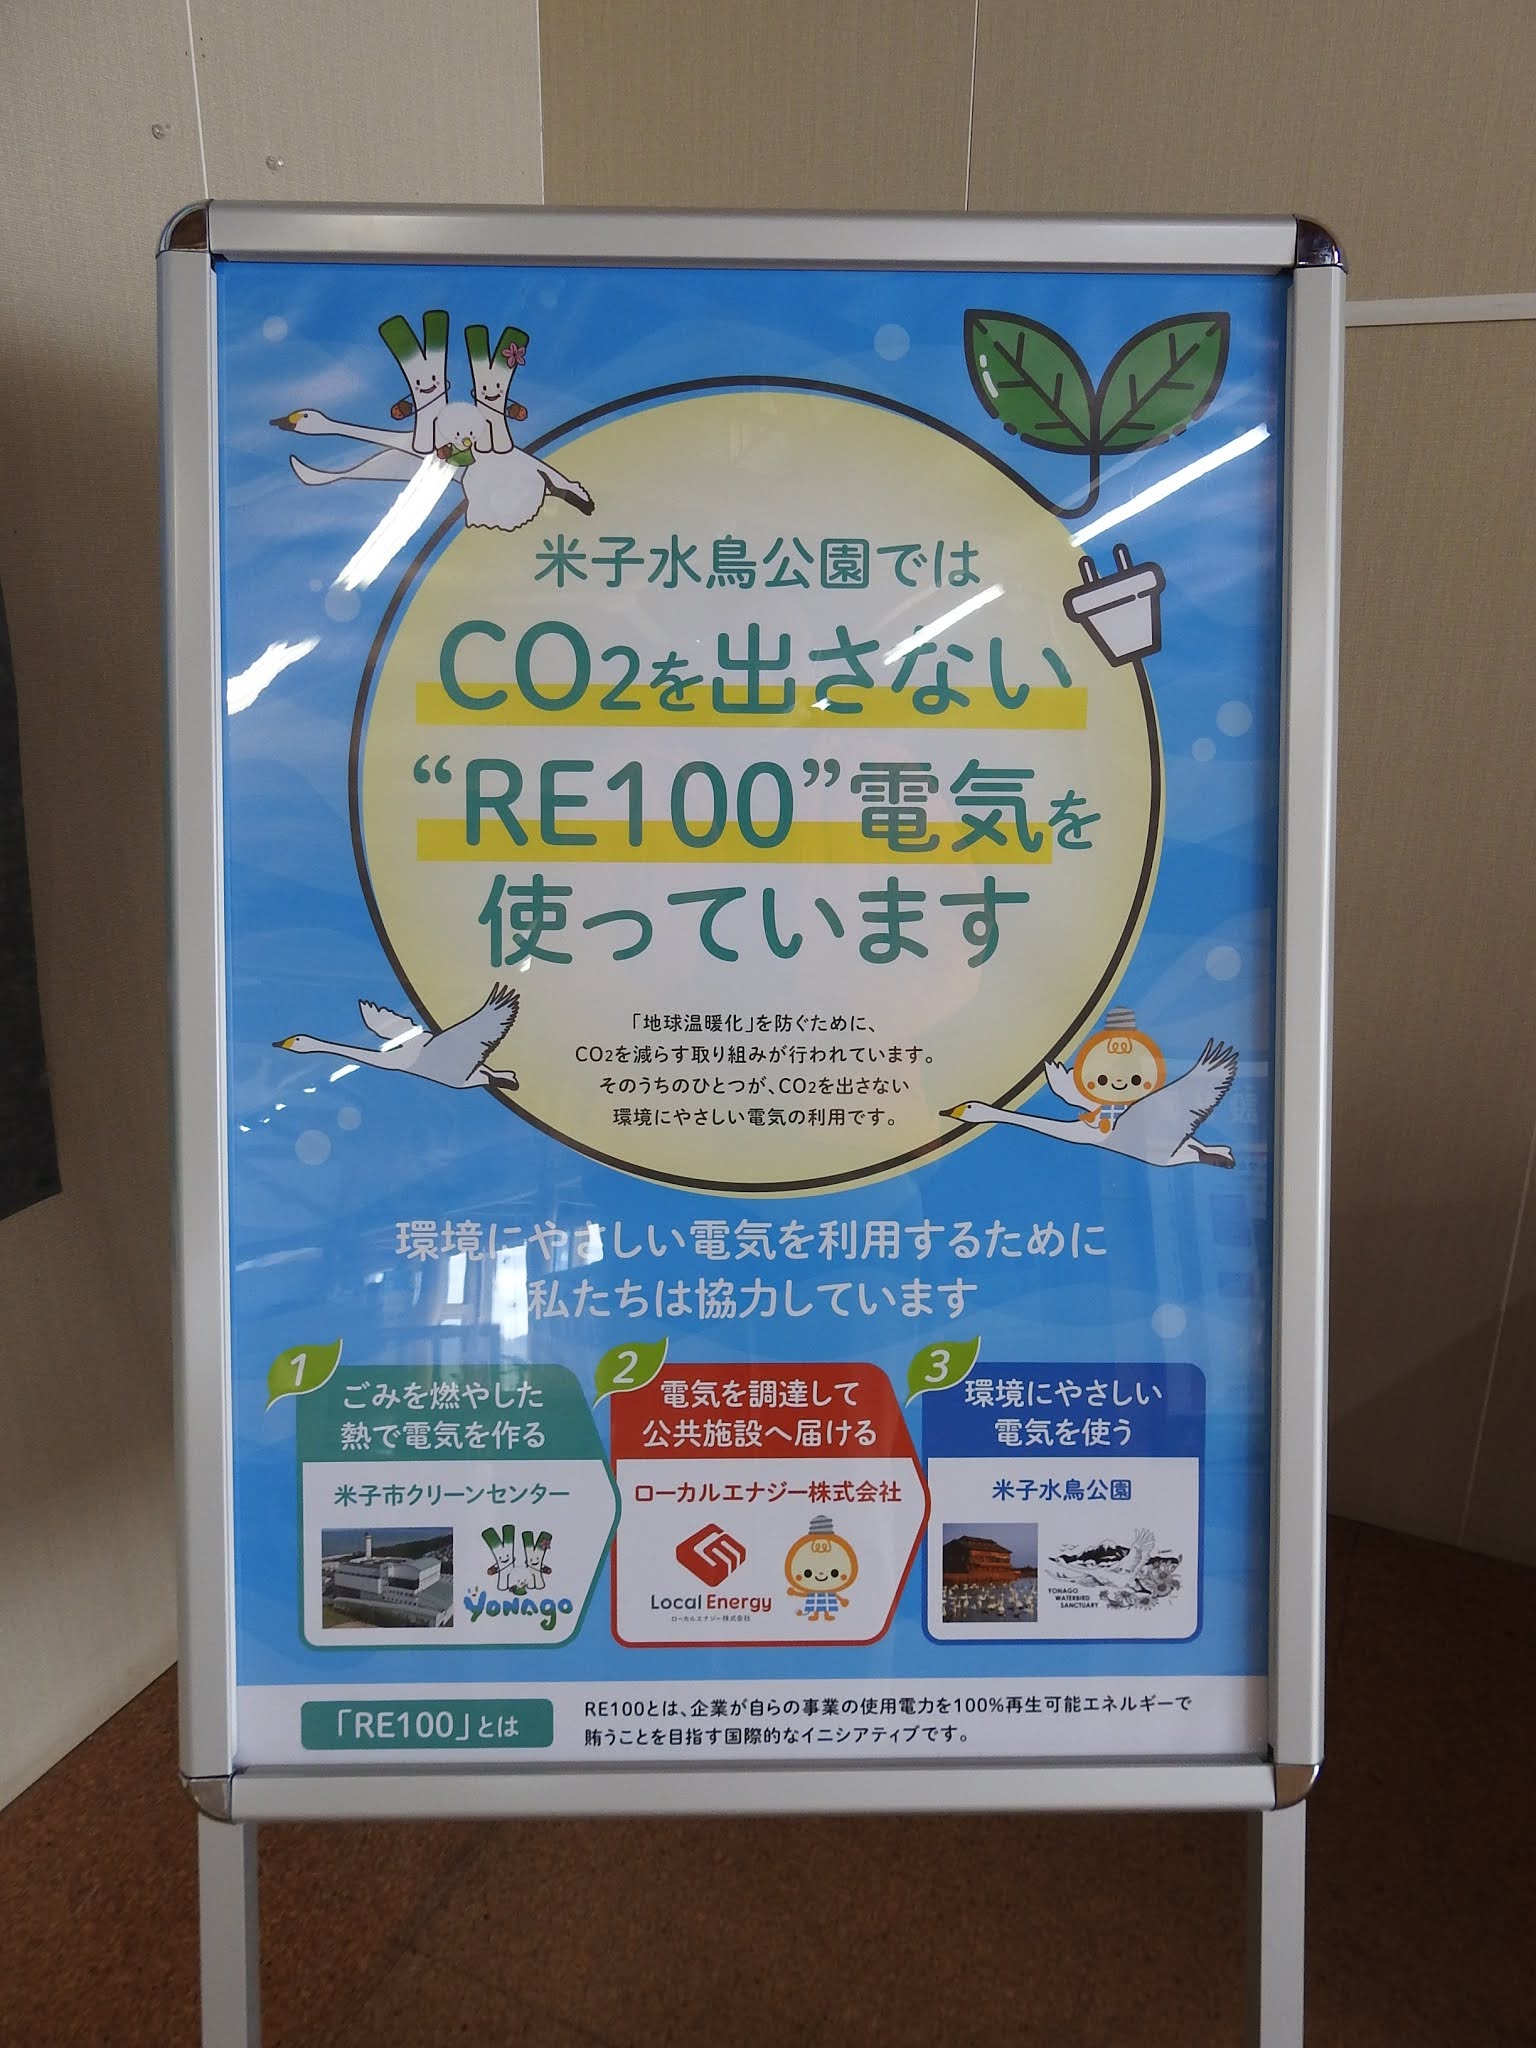 米子水鳥公園では
CO2を出さない
“RE100”電気を
使っています
「地球温暖化」を防ぐために、
CO2を減らす取り組みが行われています。
そのうちのひとつが、CO2を出さない
環境にやさしい電気の利用です。
環境にやさしい電気を利用するために
私たちは協力しています
1
ごみを燃やした
熱で電気を作る
米子市クリーンセンター
YONAGO
2
電気を調達して
公共施設へ届ける
ローカルエナジー株式会社
Local Energy
ローカルエナジー株式会社
3
環境にやさしい
電気を使う
米子水鳥公園
YONAGO
WATERBIRD
SANCTUARY
「RE100」とは
RE100とは、企業が自らの事業の使用電力を100%再生可能エネルギーで
賄うことを目指す国際的なイニシアティブです。